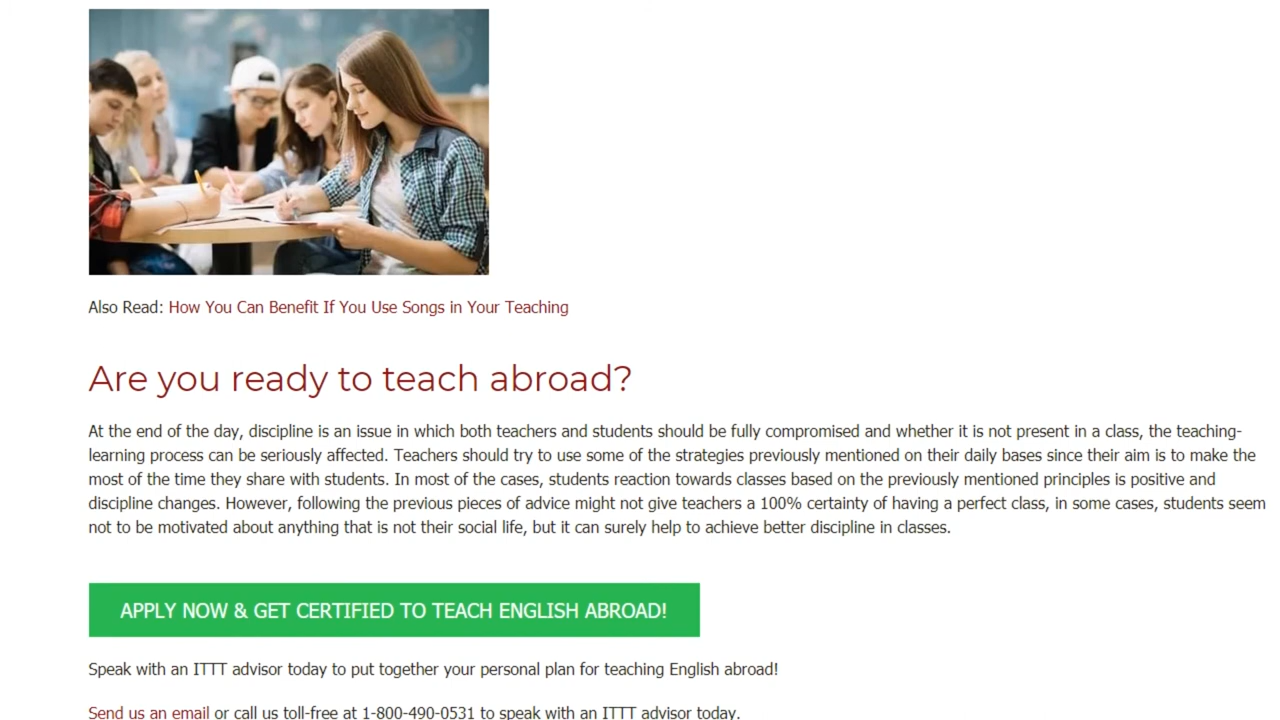 Also Read: How You Can Benefit If You Use Songs in Your Teaching
Are you ready to teach abroad?
At the end of the day, discipline is an issue in which both teachers and students should be fully compromised and whether it is not present in a class, the teaching-
learning process can be seriously affected. Teachers should try to use some of the strategies previously mentioned on their daily bases since their aim is to make the
most of the time they share with students. In most of the cases, students reaction towards classes based on the previously mentioned principles is positive and
discipline changes. However, following the previous pieces of advice might not give teachers a 100% certainty of having a perfect class, in some cases, students seem
not to be motivated about anything that is not their social life, but it can surely help to achieve better discipline in classes.
APPLY NOW & GET CERTIFIED TO TEACH ENGLISH ABROAD!
Speak with an ITTT advisor today to put together your personal plan for teaching English abroad!
Send us an email or call us toll-free at 1-800-490-0531 to speak with an ITTT advisor today.